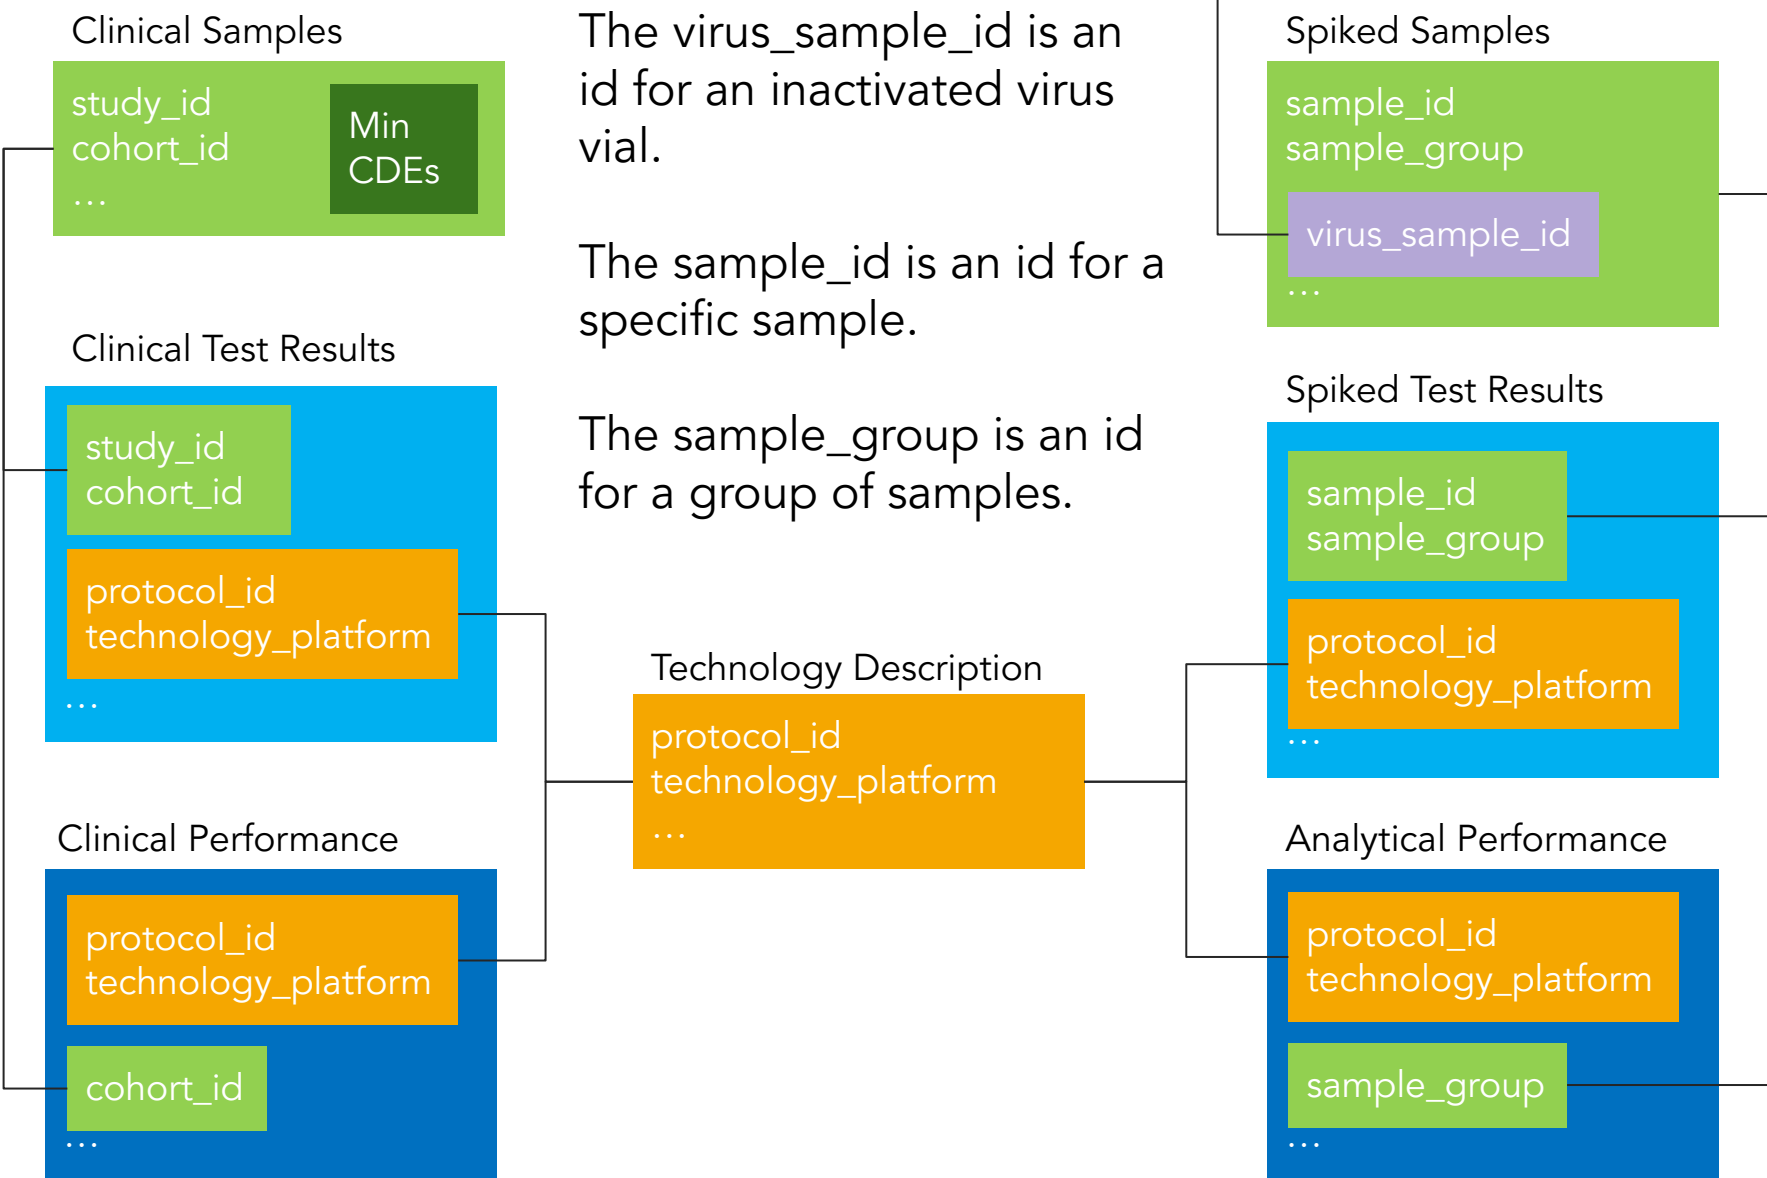 Clinical Samples
study_id
cohort_id
...
Min
CDEs
Clinical Test Results
study_id
cohort_id
protocol_id
technology_platform
...
Clinical Performance
protocol_id
technology_platform
cohort_id
...
The virus_sample_id is an
id for an inactivated virus
vial.
The sample_id is an id for a
specific sample.
The sample_group is an id
for a group of samples.
Technology Description
protocol_id
technology_platform
...
Spiked Samples
sample_id
sample_group
virus_sample_id
...
Spiked Test Results
sample_id
sample_group
protocol_id
technology_platform
...
Analytical Performance
protocol_id
technology_platform
sample_group
...